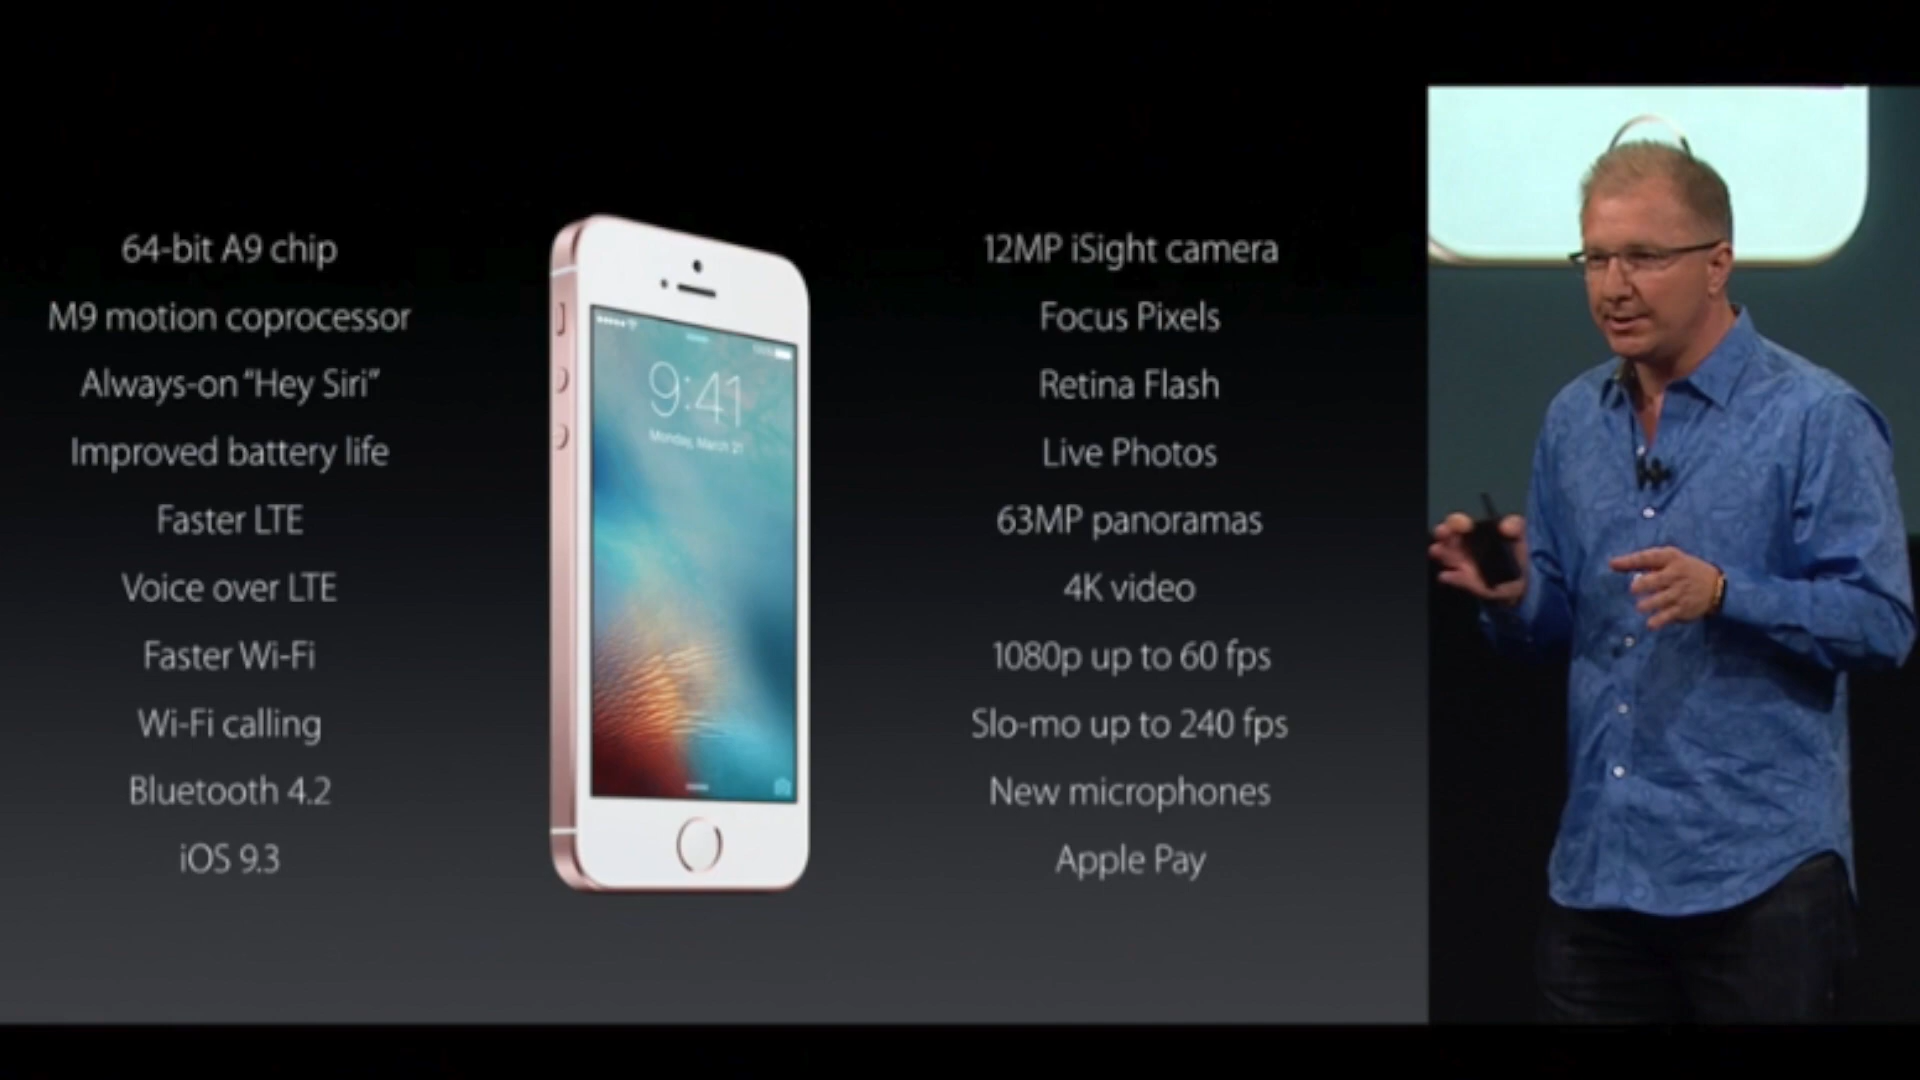 64-bit A9 chip
M9 motion coprocessor
Always-on “Hey Siri”
Improved battery life
Faster LTE
Voice over LTE
Faster Wi-Fi
Wi-Fi calling
Bluetooth 4.2
iOS 9.3
9:41
Monday, March 21
12MP iSight camera
Focus Pixels
Retina Flash
Live Photos
63MP panoramas
4K video
1080p up to 60 fps
Slo-mo up to 240 fps
New microphones
Apple Pay